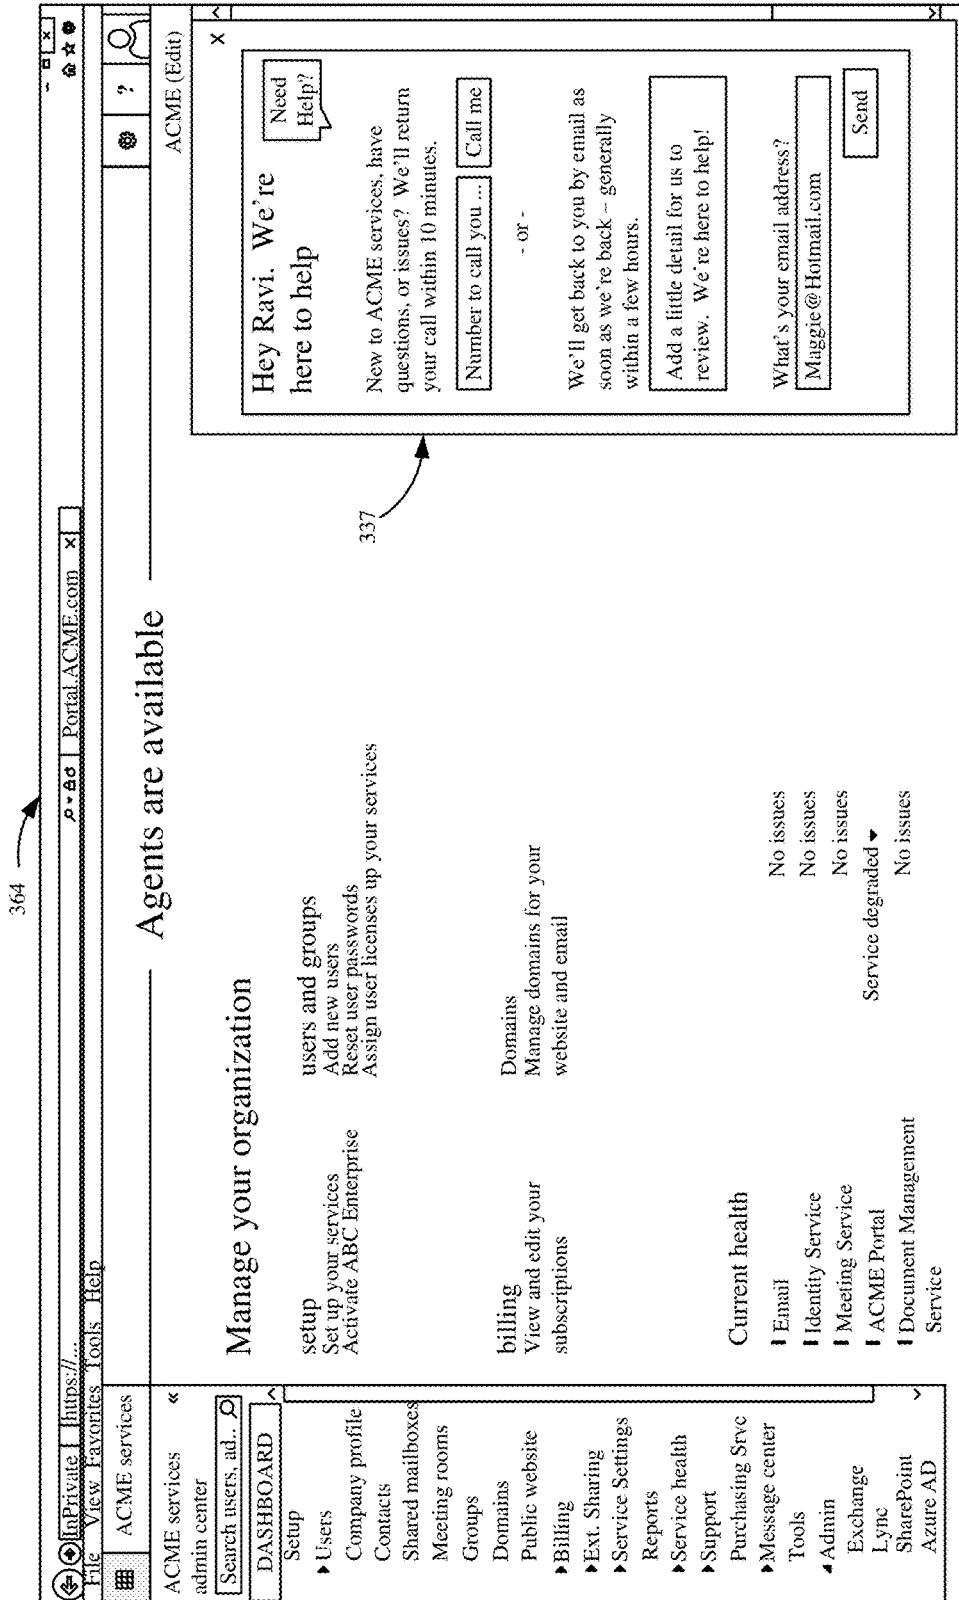 364
InPrivate https://...
Portal.ACME.com X
File View Favorites Tools Help
ACME services
?
Agents are available
ACME (Edit)
ACME services
admin center
«
Search users, ad..
DASHBOARD
Setup
Users
Company profile
Contacts
Shared mailboxes
Meeting rooms
Groups
Domains
Public website
Billing
Ext. Sharing
Service Settings
Reports
Service health
Support
Purchasing Srvc
Message center
Tools
Admin
Exchange
Lync
SharePoint
Azure AD
Manage your organization
setup
Set up your services
Activate ABC Enterprise
users and groups
Add new users
Reset user passwords
Assign user licenses up your services
billing
View and edit your
subscriptions
Domains
Manage domains for your
website and email
Current health
Email No issues
Identity Service No issues
Meeting Service No issues
ACME Portal Service degraded
Document Management No issues
Service
337
X
Hey Ravi. We're
here to help
Need
Help?
New to ACME services, have
questions, or issues? We'll return
your call within 10 minutes.
Number to call you ... Call me
- or -
We'll get back to you by email as
soon as we're back – generally
within a few hours.
Add a little detail for us to
review. We're here to help!
What's your email address?
Maggie@Hotmail.com
Send